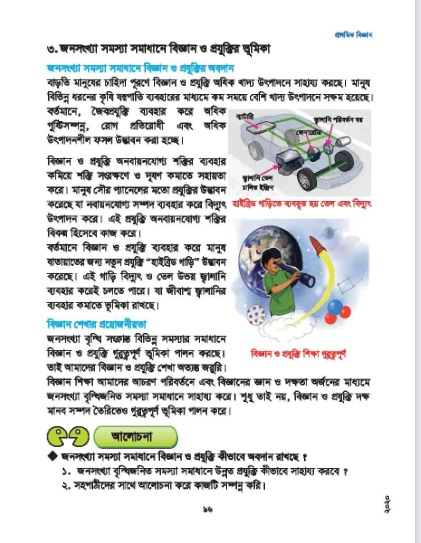 প্রাথমিক বিজ্ঞান
৩. জনসংখ্যা সমস্যা সমাধানে বিজ্ঞান ও প্রযুক্তির ভূমিকা
জনসংখ্যা সমস্যা সমাধানে বিজ্ঞান ও প্রযুক্তির অবদান
বাড়তি মানুষের চাহিদা পূরণে বিজ্ঞান ও প্রযুক্তি অধিক খাদ্য উৎপাদনে সাহায্য করছে। মানুষ
বিভিন্ন ধরনের কৃষি যন্ত্রপাতি ব্যবহারের মাধ্যমে কম সময়ে বেশি খাদ্য উৎপাদনে সক্ষম হয়েছে।
বর্তমানে, জৈবপ্রযুক্তি ব্যবহার করে অধিক
পুষ্টিসম্পন্ন, রোগ প্রতিরোধী এবং অধিক
উৎপাদনশীল ফসল উদ্ভাবন করা হচ্ছে।
ব্যাটারি
জ্বালানি পরিবর্তন যন্ত্র
জেনারেটর
জ্বালানি তেল
চালিত ইঞ্জিন
হাইব্রিড গাড়িতে ব্যবহৃত হয় তেল এবং বিদ্যুৎ
বিজ্ঞান ও প্রযুক্তি অনবায়নযোগ্য শক্তির ব্যবহার
কমিয়ে শক্তি সংরক্ষণে ও দূষণ কমাতে সহায়তা
করে। মানুষ সৌর প্যানেলের মতো প্রযুক্তির উদ্ভাবন
করেছে যা নবায়নযোগ্য সম্পদ ব্যবহার করে বিদ্যুৎ
উৎপাদন করে। এই প্রযুক্তি অনবায়নযোগ্য শক্তির
বিকল্প হিসেবে কাজ করে।
বর্তমানে বিজ্ঞান ও প্রযুক্তি ব্যবহার করে মানুষ
যাতায়াতের জন্য নতুন প্রযুক্তি “হাইব্রিড গাড়ি” উদ্ভাবন
করেছে। এই গাড়ি বিদ্যুৎ ও তেল উভয় জ্বালানি
ব্যবহার করেই চলতে পারে। যা জীবাশ্ম জ্বালানির
ব্যবহার কমাতে ভূমিকা রাখছে।
বিজ্ঞান শেখার প্রয়োজনীয়তা
জনসংখ্যা বৃদ্ধি সংক্রান্ত বিভিন্ন সমস্যার সমাধানে
বিজ্ঞান ও প্রযুক্তি গুরুত্বপূর্ণ ভূমিকা পালন করছে।
তাই আমাদের বিজ্ঞান ও প্রযুক্তি শেখা অত্যন্ত জরুরি।
বিজ্ঞান ও প্রযুক্তি শিক্ষা গুরুত্বপূর্ণ
বিজ্ঞান শিক্ষা আমাদের আচরণ পরিবর্তনে এবং বিজ্ঞানের জ্ঞান ও দক্ষতা অর্জনের মাধ্যমে
জনসংখ্যা বৃদ্ধিজনিত সমস্যা সমাধানে সাহায্য করে। শুধু তাই নয়, বিজ্ঞান ও প্রযুক্তি দক্ষ
মানব সম্পদ তৈরিতেও গুরুত্বপূর্ণ ভূমিকা পালন করে।
আলোচনা
◆ জনসংখ্যা সমস্যা সমাধানে বিজ্ঞান ও প্রযুক্তি কীভাবে অবদান রাখছে ?
১. জনসংখ্যা বৃদ্ধিজনিত সমস্যা সমাধানে উন্নত প্রযুক্তি কীভাবে সাহায্য করবে ?
২. সহপাঠীদের সাথে আলোচনা করে কাজটি সম্পন্ন করি।
৯৬
২০২০